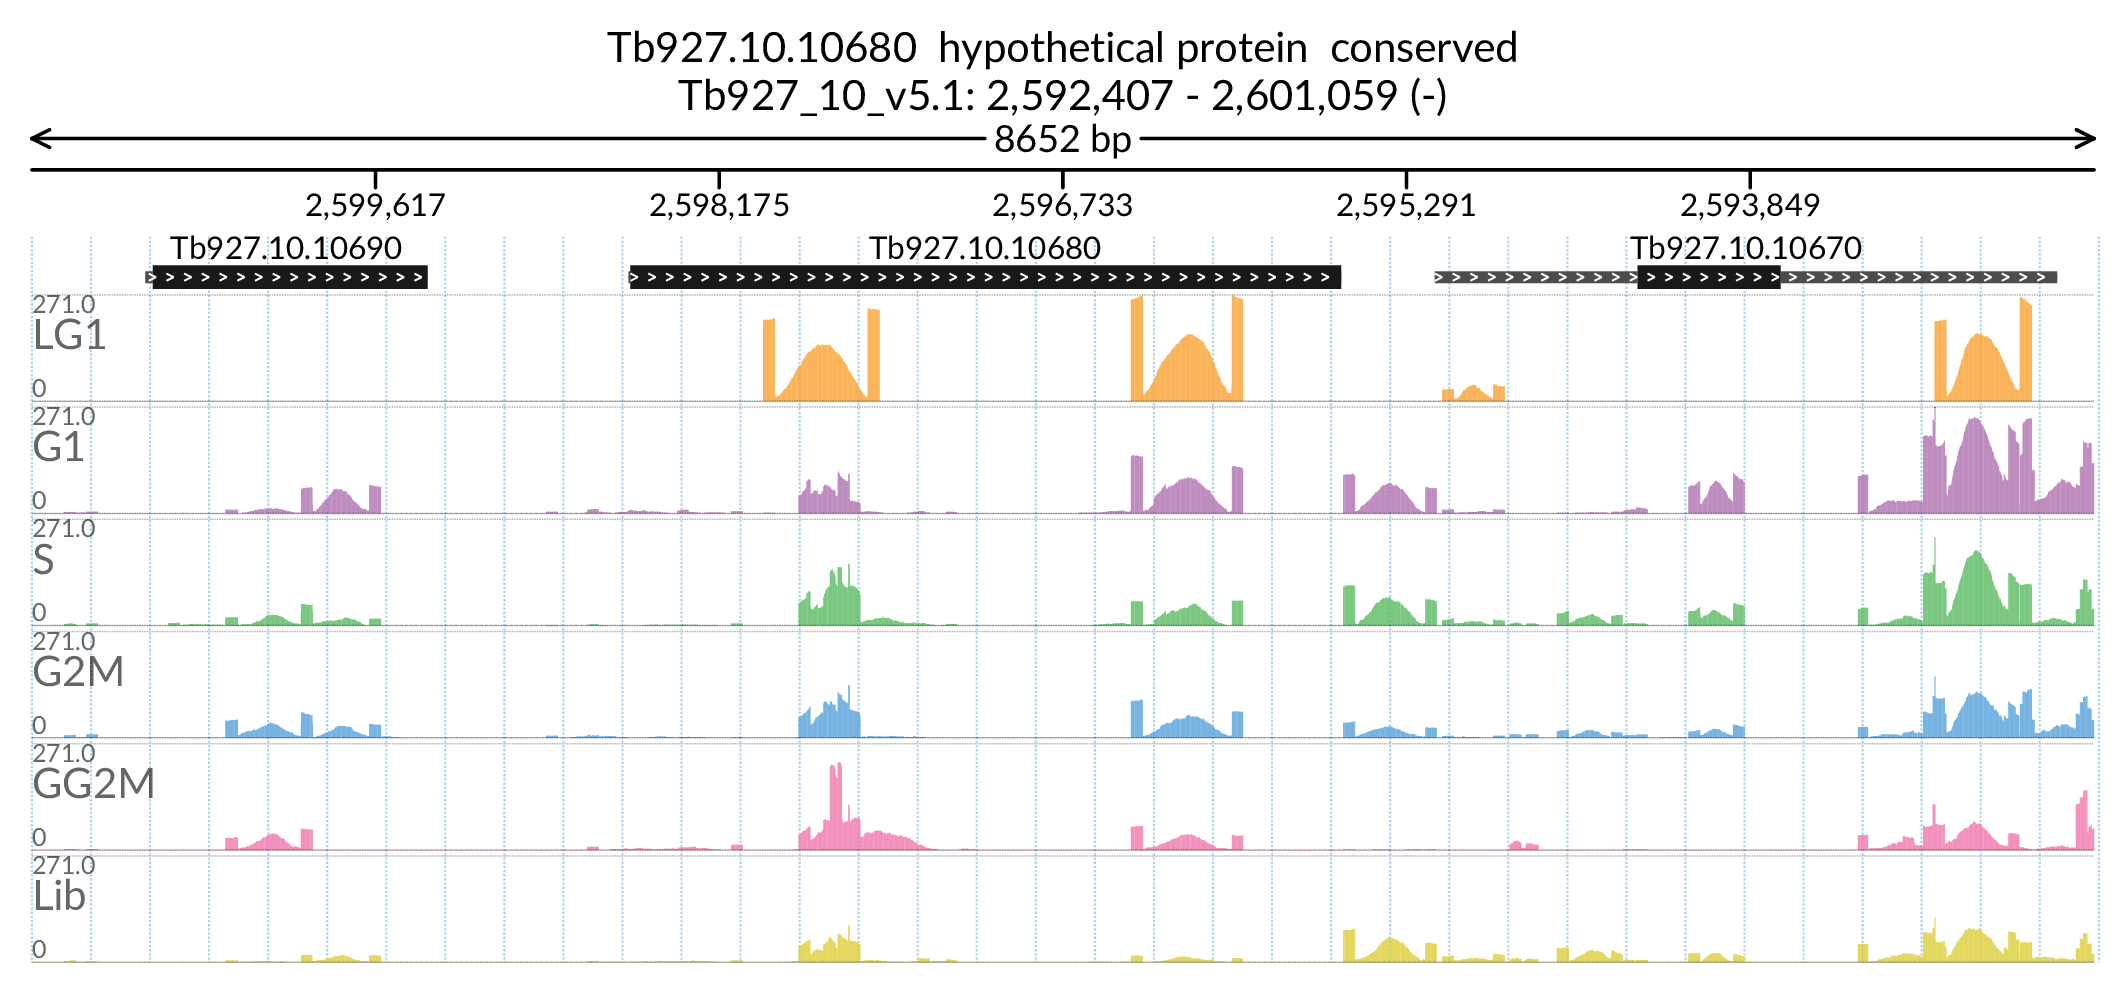 Tb927.10.10680 hypothetical protein conserved
Tb927_10_v5.1: 2,592,407 - 2,601,059 (-)
8652 bp
2,599,617 2,598,175 2,596,733 2,595,291 2,593,849
Tb927.10.10690 Tb927.10.10680 Tb927.10.10670
271.0
LG1
0
271.0
G1
0
271.0
S
0
271.0
G2M
0
271.0
GG2M
0
271.0
Lib
0